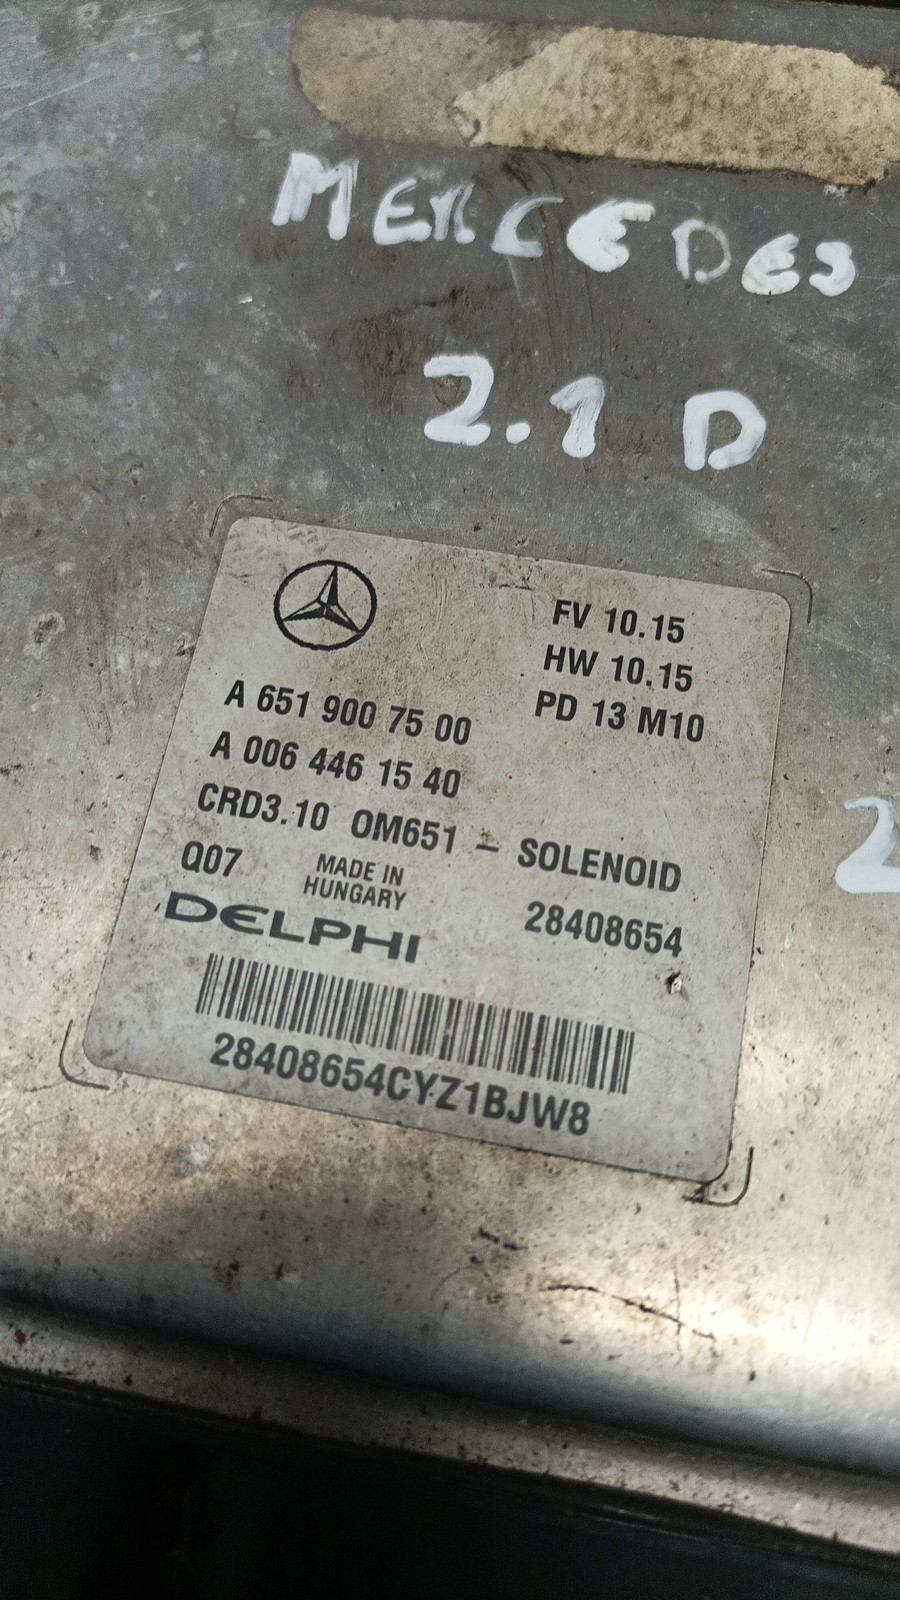 MERCEDES
2.1 D
FV 10.15
HW 10.15
PD 13 M10
A 651 900 75 00
A 006 446 15 40
CRD3.10 OM651 - SOLENOID
Q07 MADE IN HUNGARY 28408654
DELPHI
28408654CYZ1BJW8
2